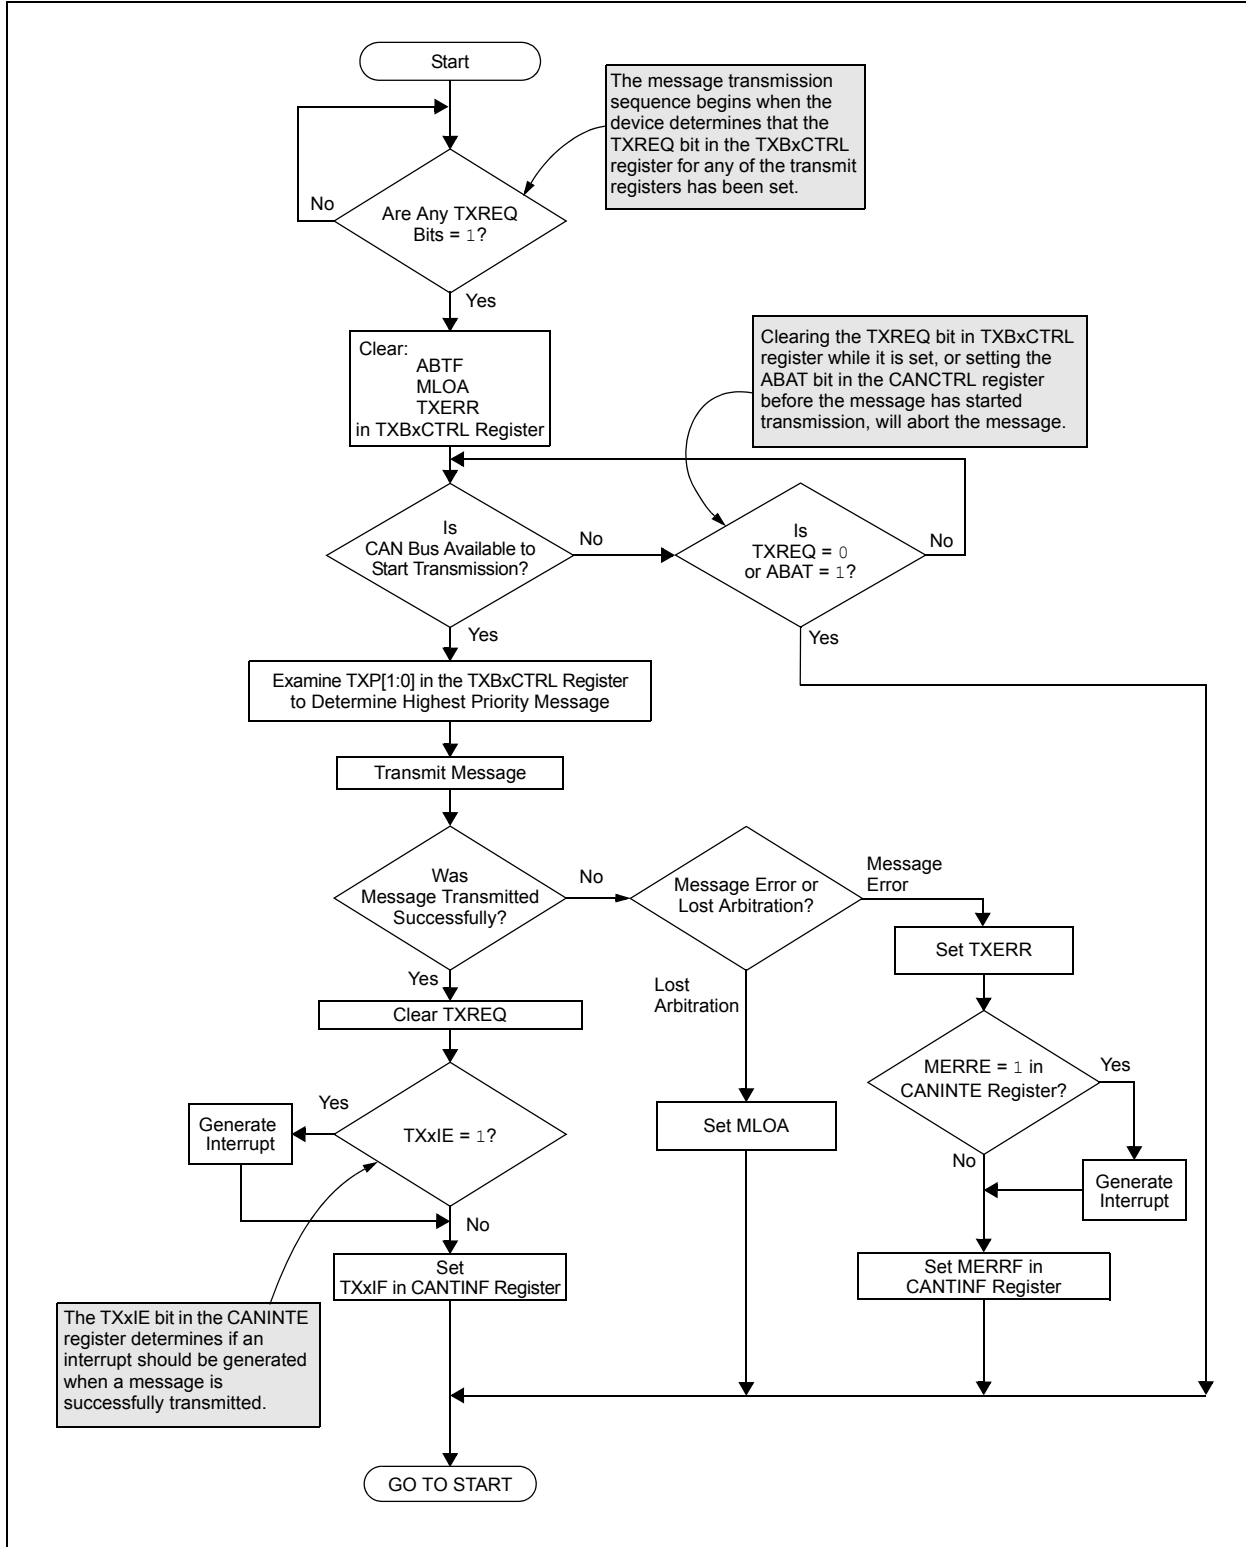 Start
The message transmission
sequence begins when the
device determines that the
TXREQ bit in the TXBxCTRL
register for any of the transmit
registers has been set.
No
Are Any TXREQ
Bits = 1?
Yes
Clear:
ABTF
MLOA
TXERR
in TXBxCTRL Register
Clearing the TXREQ bit in TXBxCTRL
register while it is set, or setting the
ABAT bit in the CANCTRL register
before the message has started
transmission, will abort the message.
Is
CAN Bus Available to
Start Transmission?
No
Is
TXREQ = 0
or ABAT = 1?
No
Yes
Yes
Examine TXP[1:0] in the TXBxCTRL Register
to Determine Highest Priority Message
Transmit Message
Was
Message Transmitted
Successfully?
No
Message Error or
Lost Arbitration?
Message
Error
Set TXERR
Yes
Lost
Arbitration
Clear TXREQ
MERRE = 1 in
CANINTE Register?
Yes
Yes
Generate
Interrupt
TXxIE = 1?
Set MLOA
No
Generate
Interrupt
No
Set
TXxIF in CANTINF Register
Set MERRF in
CANTINF Register
The TXxIE bit in the CANINTE
register determines if an
interrupt should be generated
when a message is
successfully transmitted.
GO TO START